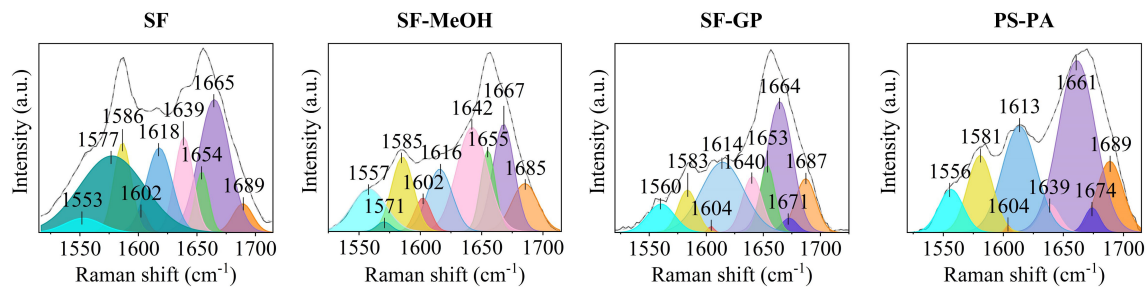 SF
SF-MeOH
SF-GP
PS-PA
Intensity (a.u.)
1553
1577
1586
1602
1618
1639
1654
1665
1689
1550 1600 1650 1700
Raman shift (cm⁻¹)
Intensity (a.u.)
1557
1571
1585
1602
1616
1642
1655
1667
1685
1550 1600 1650 1700
Raman shift (cm⁻¹)
Intensity (a.u.)
1560
1583
1604
1614
1640
1653
1664
1671
1687
1550 1600 1650 1700
Raman shift (cm⁻¹)
Intensity (a.u.)
1556
1581
1604
1613
1639
1661
1674
1689
1550 1600 1650 1700
Raman shift (cm⁻¹)